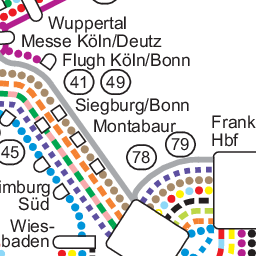 Wuppertal
Messe Köln/Deutz
Flugh Köln/Bonn
41 49
Siegburg/Bonn
Montabaur
Frank
Hbf
79
78
45
imburg
Süd
Wies-
baden